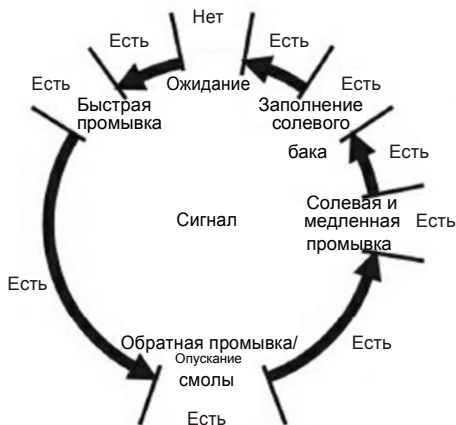 Нет
Есть
Есть
Есть
Ожидание
Есть
Быстрая
промывка
Заполнение
солевого
бака
Есть
Солевая и
медленная
промывка
Есть
Сигнал
Есть
Обратная промывка/
Опускание
смолы
Есть
Есть